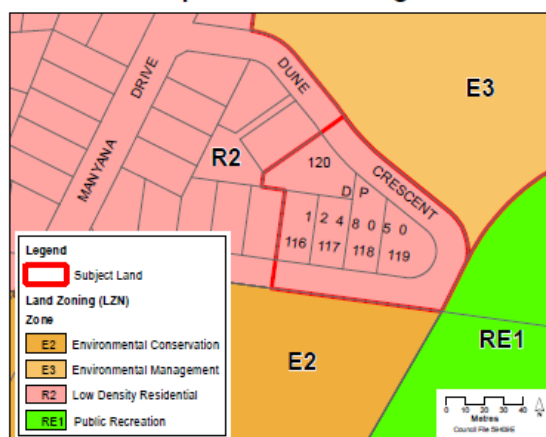 E3
DUNE
CRESCENT
MANYANA DRIVE
R2
120
D P
1 2 4 8 0 5 0
116 117 118 119
Legend
Subject Land
Land Zoning (LZN)
Zone
E2 Environmental Conservation
E3 Environmental Management
R2 Low Density Residential
RE1 Public Recreation
E2
RE1
0 10 20 30 40
Metres
N